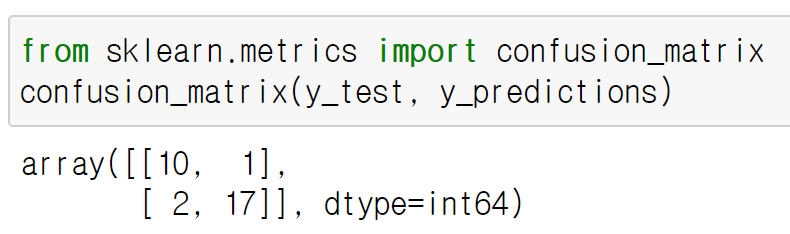 from sklearn.metrics import confusion_matrix
confusion_matrix(y_test, y_predictions)
array([[10,  1],
       [ 2, 17]], dtype=int64)